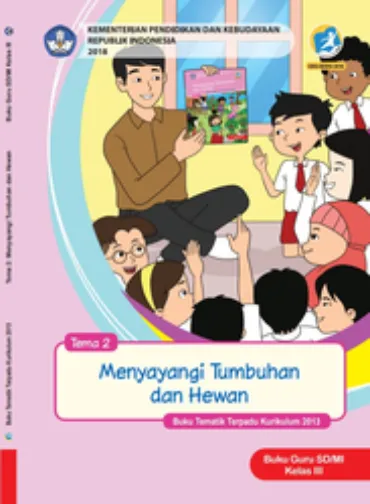 KEMENTERIAN PENDIDIKAN DAN KEBUDAYAAN
REPUBLIK INDONESIA
2018
Tema 2
Menyayangi Tumbuhan
dan Hewan
Buku Tematik Terpadu Kurikulum 2013
Buku Guru SD/MI
Kelas III
Buku Guru SD/MI Kelas III
Tema 2 Menyayangi Tumbuhan dan Hewan
Buku Tematik Terpadu Kurikulum 2013